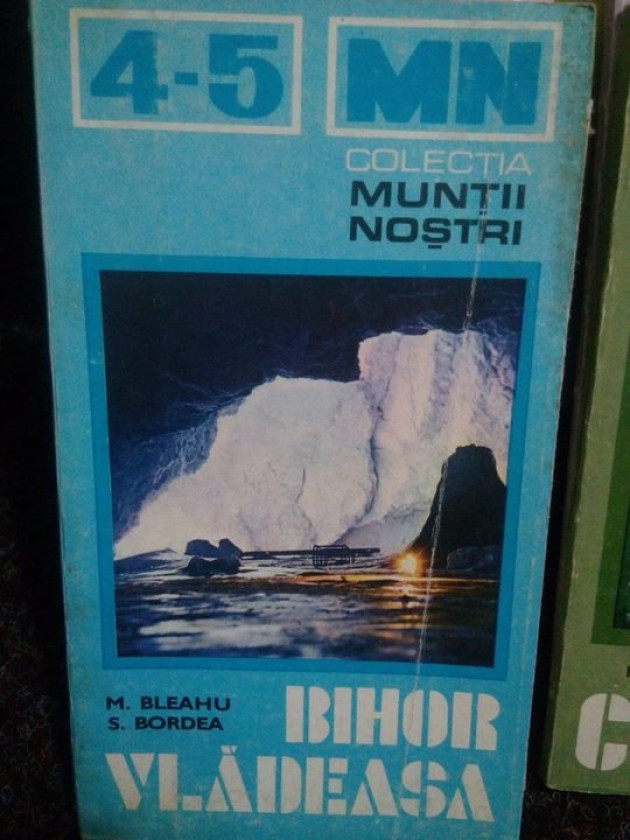 4-5 MN
COLECȚIA
MUNȚII
NOȘTRI
M. BLEAHU
S. BORDEA
BIHOR
VLĂDEASA
C